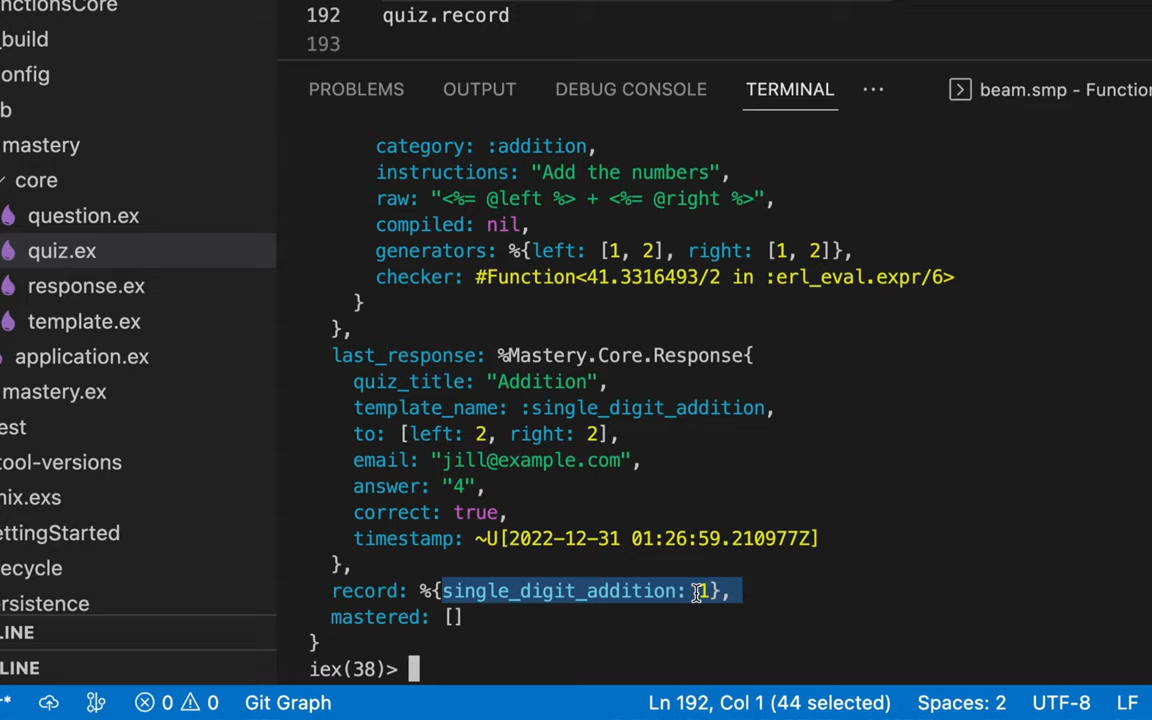 nctionsCore
_build
onfig
b
mastery
core
question.ex
quiz.ex
response.ex
template.ex
application.ex
mastery.ex
est
tool-versions
mix.exs
ettingStarted
ecycle
ersistence
LINE
LINE
192 quiz.record
193
PROBLEMS OUTPUT DEBUG CONSOLE TERMINAL ··· beam.smp - Functio
category: :addition,
instructions: "Add the numbers",
raw: "<%= @left %> + <%= @right %>",
compiled: nil,
generators: %{left: [1, 2], right: [1, 2]},
checker: #Function<41.3316493/2 in :erl_eval.expr/6>
}
},
last_response: %Mastery.Core.Response{
quiz_title: "Addition",
template_name: :single_digit_addition,
to: [left: 2, right: 2],
email: "jill@example.com",
answer: "4",
correct: true,
timestamp: ~U[2022-12-31 01:26:59.210977Z]
},
record: %{single_digit_addition: 1},
mastered: []
}
iex(38)>
* 0 0 Git Graph Ln 192, Col 1 (44 selected) Spaces: 2 UTF-8 LF